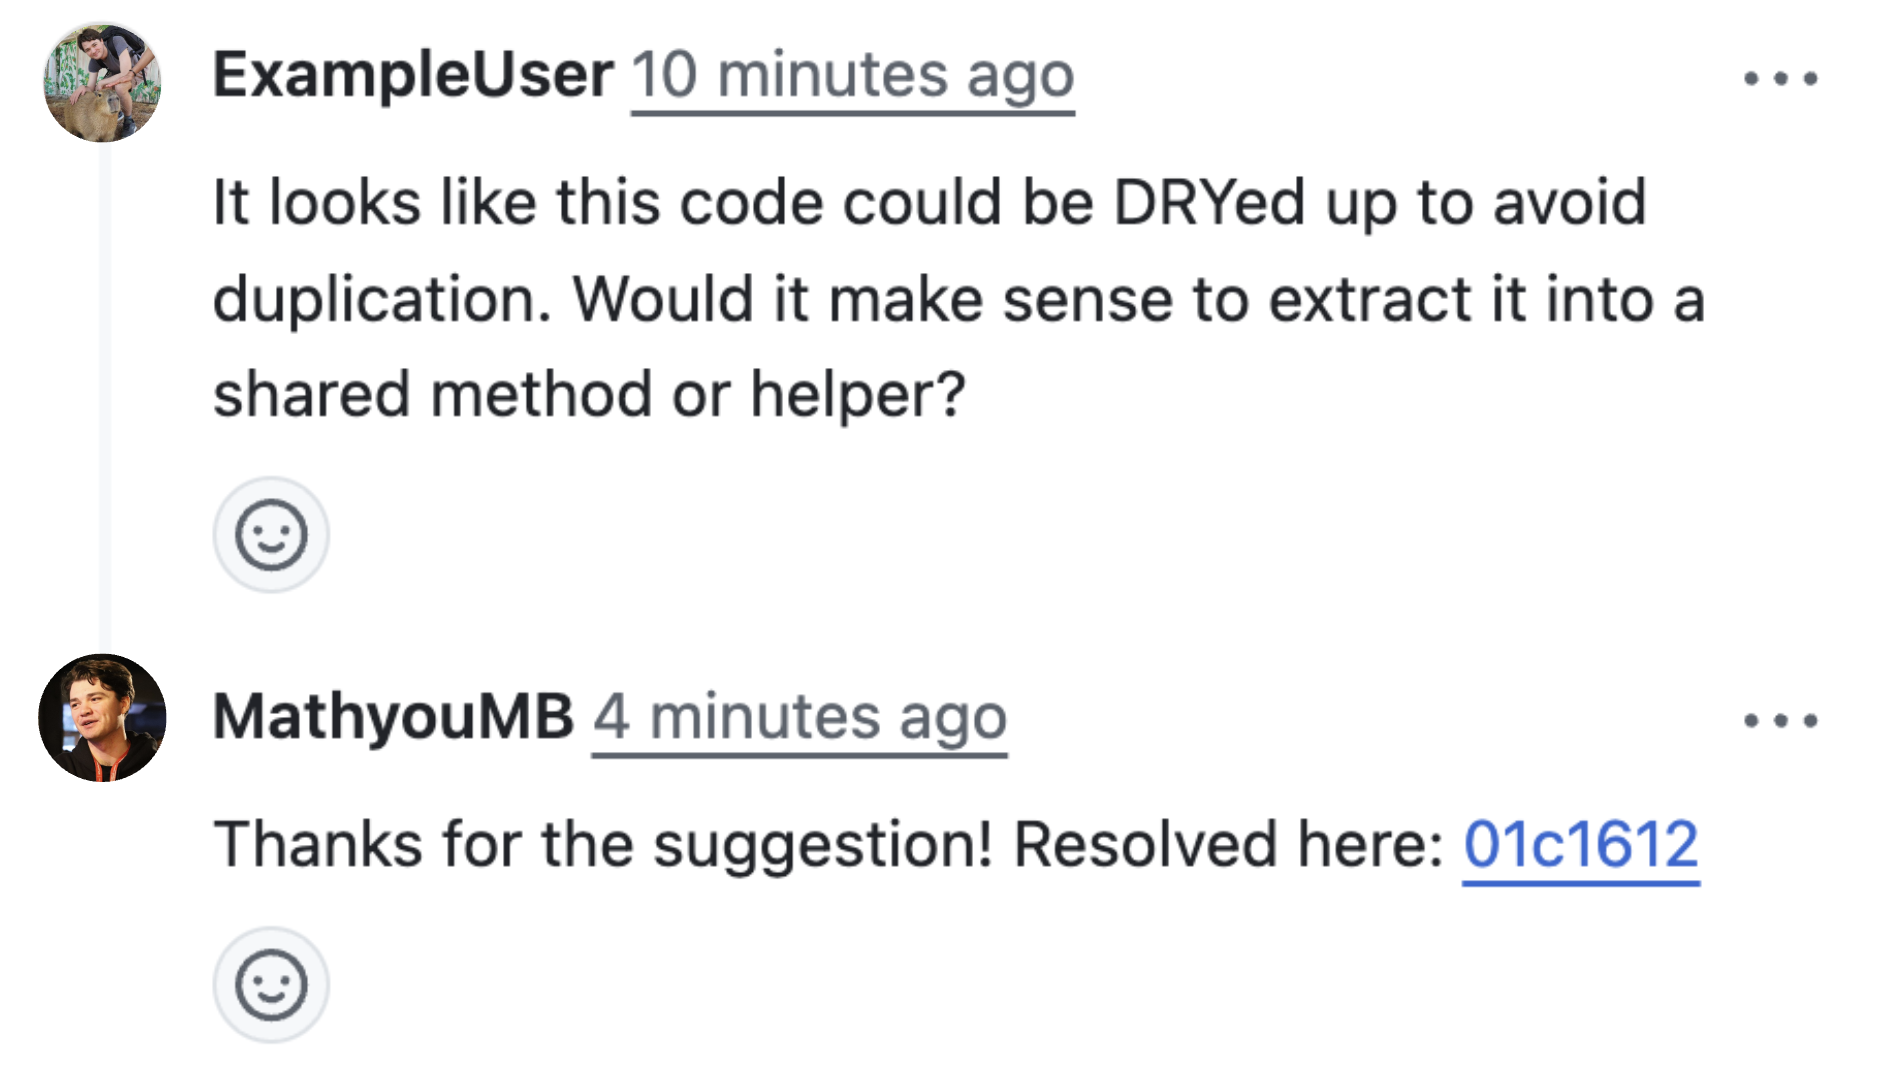 ExampleUser 10 minutes ago
It looks like this code could be DRYed up to avoid
duplication. Would it make sense to extract it into a
shared method or helper?
MathyouMB 4 minutes ago
Thanks for the suggestion! Resolved here: 01c1612